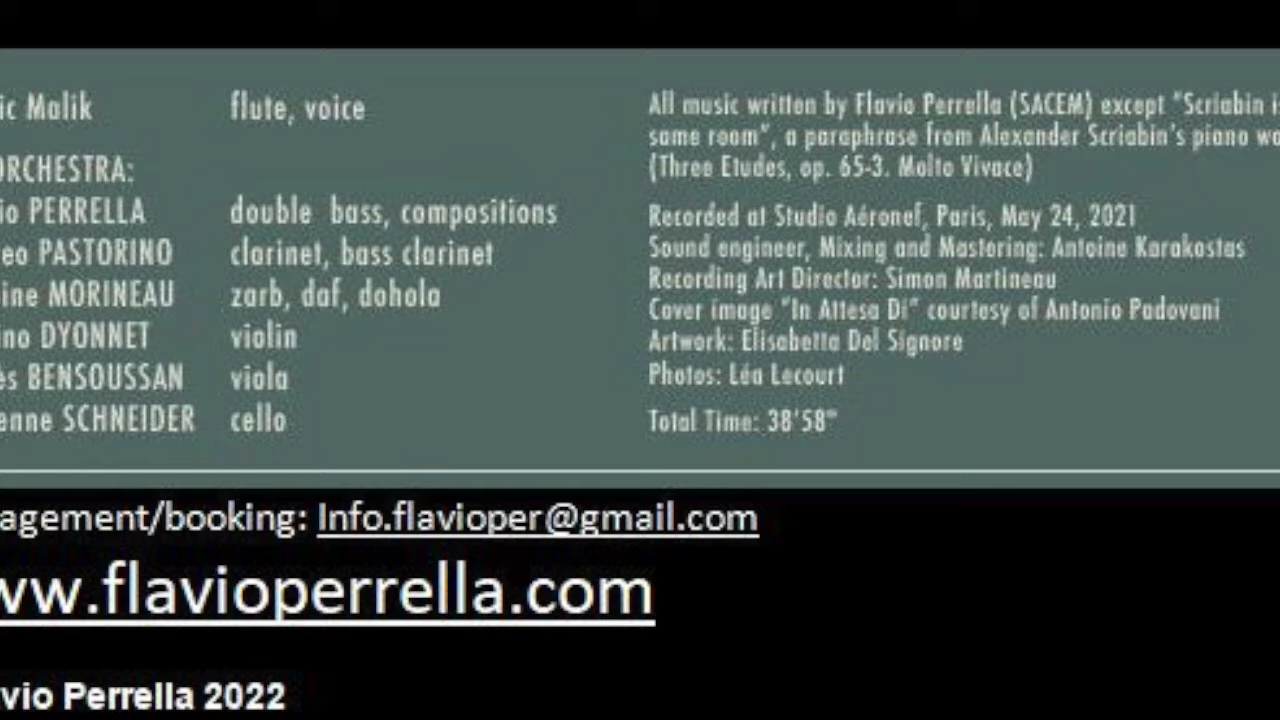 ic Malik flute, voice
ORCHESTRA:
io PERRELLA double bass, compositions
eo PASTORINO clarinet, bass clarinet
ine MORINEAU zarb, daf, dohola
ino DYONNET violin
ès BENSOUSSAN viola
enne SCHNEIDER cello
All music written by Flavio Perrella (SACEM) except "Scriabin i
same room", a paraphrase from Alexander Scriabin's piano wo
(Three Etudes, op. 65-3. Molto Vivace)
Recorded at Studio Aéronef, Paris, May 24, 2021
Sound engineer, Mixing and Mastering: Antoine Karakostas
Recording Art Director: Simon Martineau
Cover image "In Attesa Di" courtesy of Antonio Padovani
Artwork: Elisabetta Del Signore
Photos: Léa Lecourt
Total Time: 38'58"
agement/booking: Info.flavioper@gmail.com
ww.flavioperrella.com
vio Perrella 2022